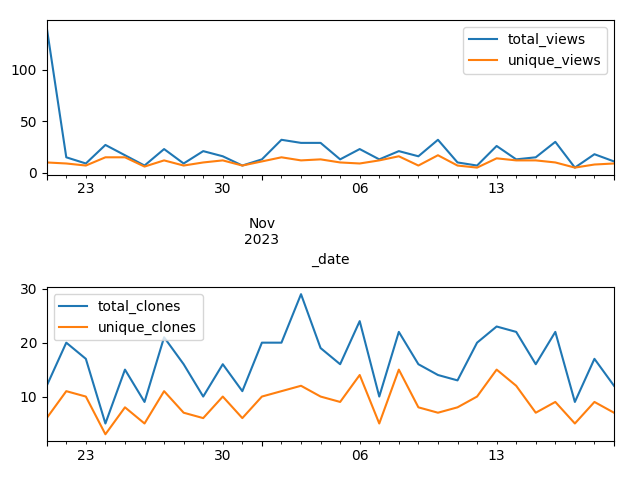 total_views
unique_views
100
50
0
23 30 06 13
Nov
2023
_date
30
20
10
total_clones
unique_clones
23 30 06 13